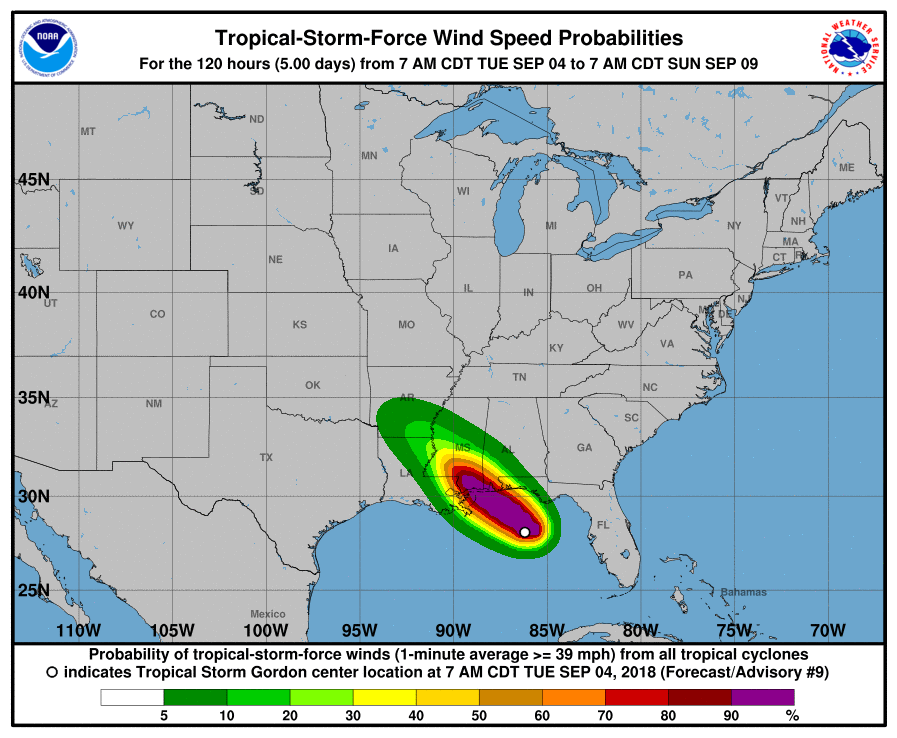 NOAA
Tropical-Storm-Force Wind Speed Probabilities
For the 120 hours (5.00 days) from 7 AM CDT TUE SEP 04 to 7 AM CDT SUN SEP 09
NATIONAL WEATHER SERVICE
ND
MT
MN
ME
45N
SD
WI
VT
NH
WY
MI
NY
MA
IA
CT
NE
PA
40N
IL
IN
OH
NJ
UT
CO
DE
KS
MO
WV
VA
KY
TN
OK
NC
35N
AR
AZ
NM
SC
MS
AL
GA
TX
LA
30N
FL
25N
Bahamas
Mexico
110W 105W 100W 95W 90W 85W 80W 75W 70W
Probability of tropical-storm-force winds (1-minute average >= 39 mph) from all tropical cyclones
indicates Tropical Storm Gordon center location at 7 AM CDT TUE SEP 04, 2018 (Forecast/Advisory #9)
5 10 20 30 40 50 60 70 80 90 %